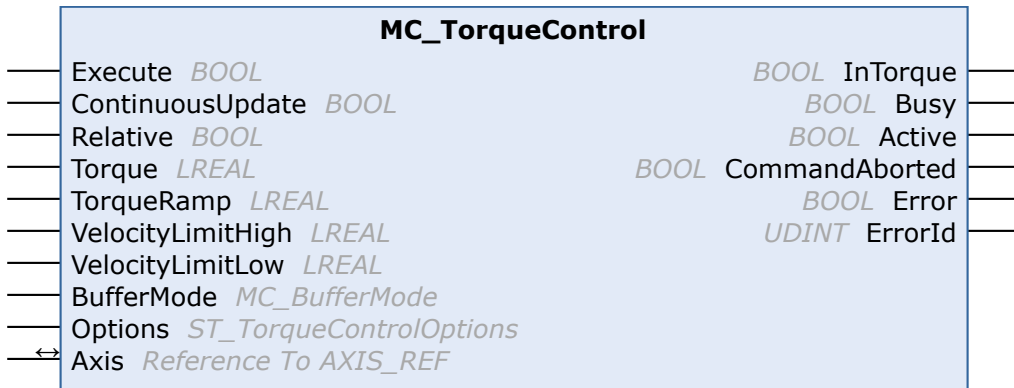 MC_TorqueControl
Execute BOOL BOOL InTorque
ContinuousUpdate BOOL BOOL Busy
Relative BOOL BOOL Active
Torque LREAL BOOL CommandAborted
TorqueRamp LREAL BOOL Error
VelocityLimitHigh LREAL UDINT ErrorId
VelocityLimitLow LREAL
BufferMode MC_BufferMode
Options ST_TorqueControlOptions
↔ Axis Reference To AXIS_REF